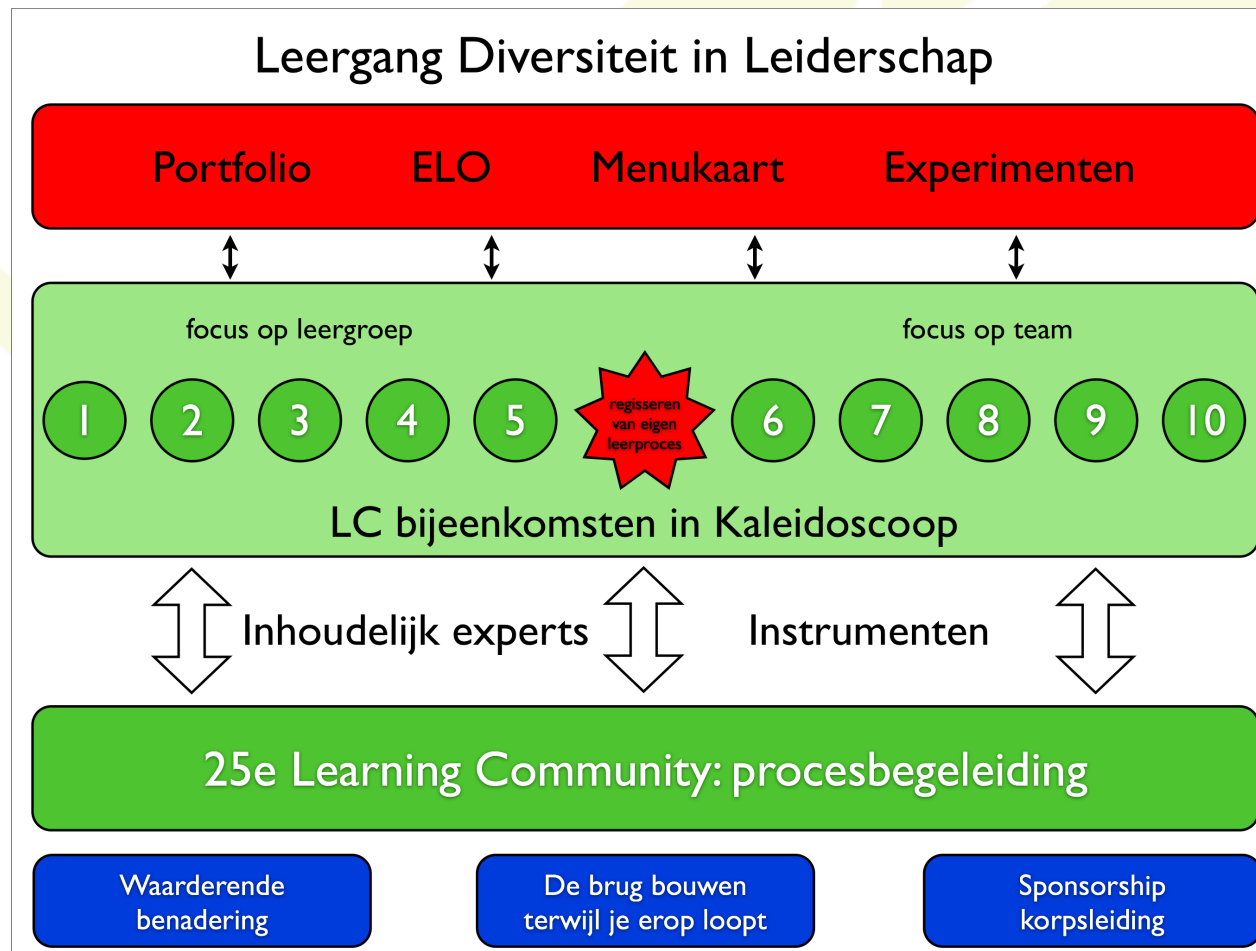 Leergang Diversiteit in Leiderschap
Portfolio ELO Menukaart Experimenten
focus op leergroep focus op team
1 2 3 4 5
regisseren
van eigen
leerproces
6 7 8 9 10
LC bijeenkomsten in Kaleidoscoop
Inhoudelijk experts Instrumenten
25e Learning Community: procesbegeleiding
Waarderende
benadering
De brug bouwen
terwijl je erop loopt
Sponsorship
korpsleiding